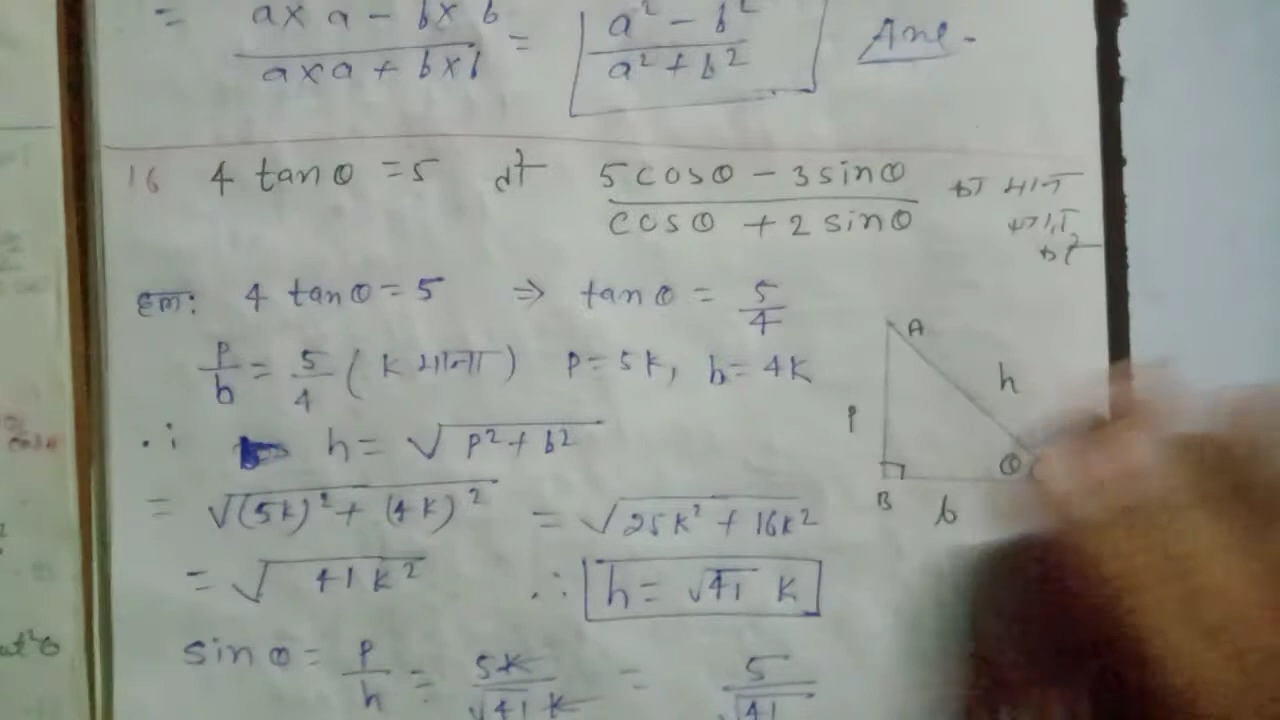 = a×a - b×b / a×a + b×b = a² - b² / a² + b² Ans.
16 4 tanθ = 5 तो 5cosθ - 3sinθ / cosθ + 2sinθ का मान
हल: 4 tanθ = 5 ⇒ tanθ = 5/4
p/b = 5/4 (k माना) p = 5k, b = 4k
∴ h = √(p² + b²)
= √((5k)² + (4k)²) = √(25k² + 16k²)
= √(41k²) ∴ h = √41 k
sinθ = p/h = 5k/√41 k = 5/√41
A
h
p
θ
B b